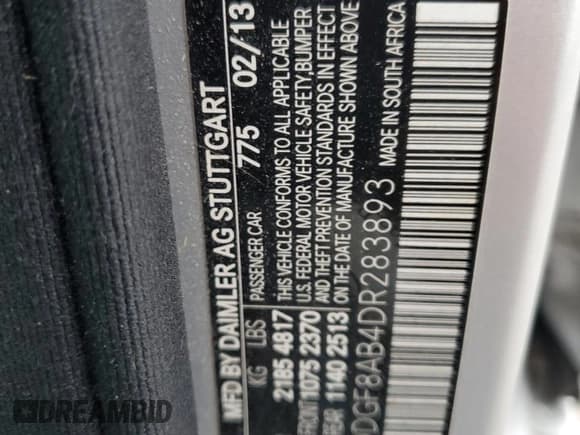 MFD BY DAIMLER AG STUTTGART
775 02/13
PASSENGER CAR
THIS VEHICLE CONFORMS TO ALL APPLICABLE
U.S. FEDERAL MOTOR VEHICLE SAFETY,BUMPER
AND THEFT PREVENTION STANDARDS IN EFFECT
ON THE DATE OF MANUFACTURE SHOWN ABOVE
KG LBS
2185 4817
FRONT 1075 2370
REAR 1140 2513
MADE IN SOUTH AFRICA
DGF8AB4DR283893
DREAMBID